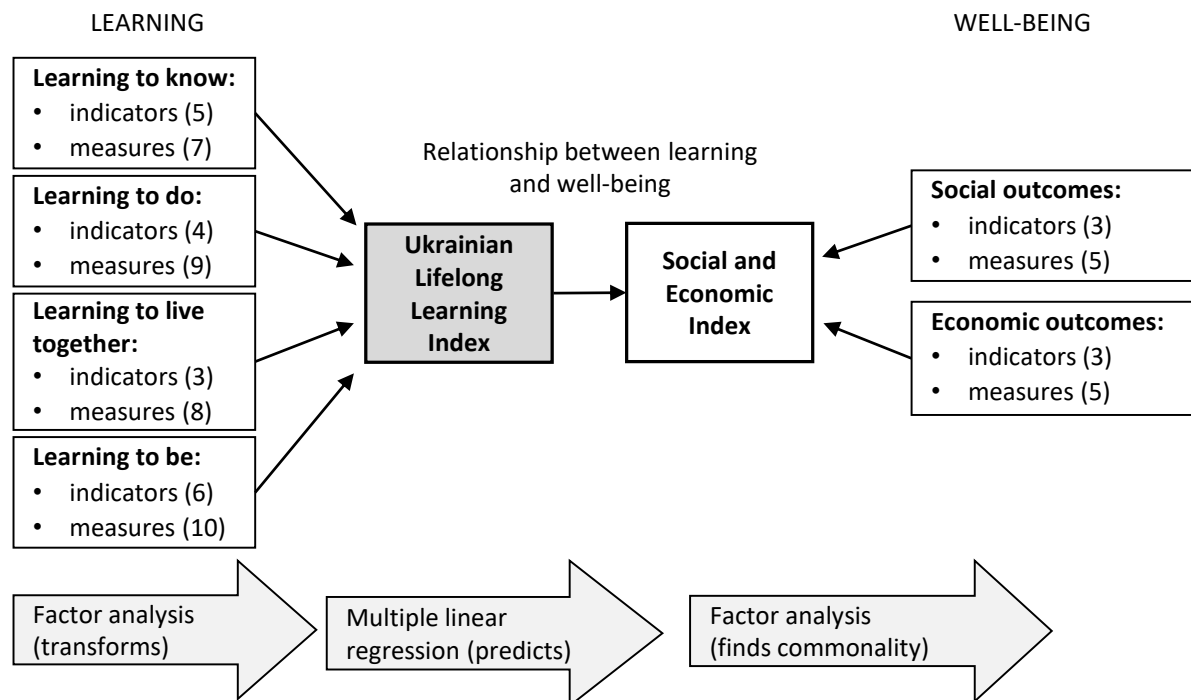 LEARNING
WELL-BEING
Learning to know:
• indicators (5)
• measures (7)
Learning to do:
• indicators (4)
• measures (9)
Learning to live
together:
• indicators (3)
• measures (8)
Learning to be:
• indicators (6)
• measures (10)
Relationship between learning
and well-being
Ukrainian
Lifelong
Learning
Index
Social and
Economic
Index
Social outcomes:
• indicators (3)
• measures (5)
Economic outcomes:
• indicators (3)
• measures (5)
Factor analysis
(transforms)
Multiple linear
regression (predicts)
Factor analysis
(finds commonality)